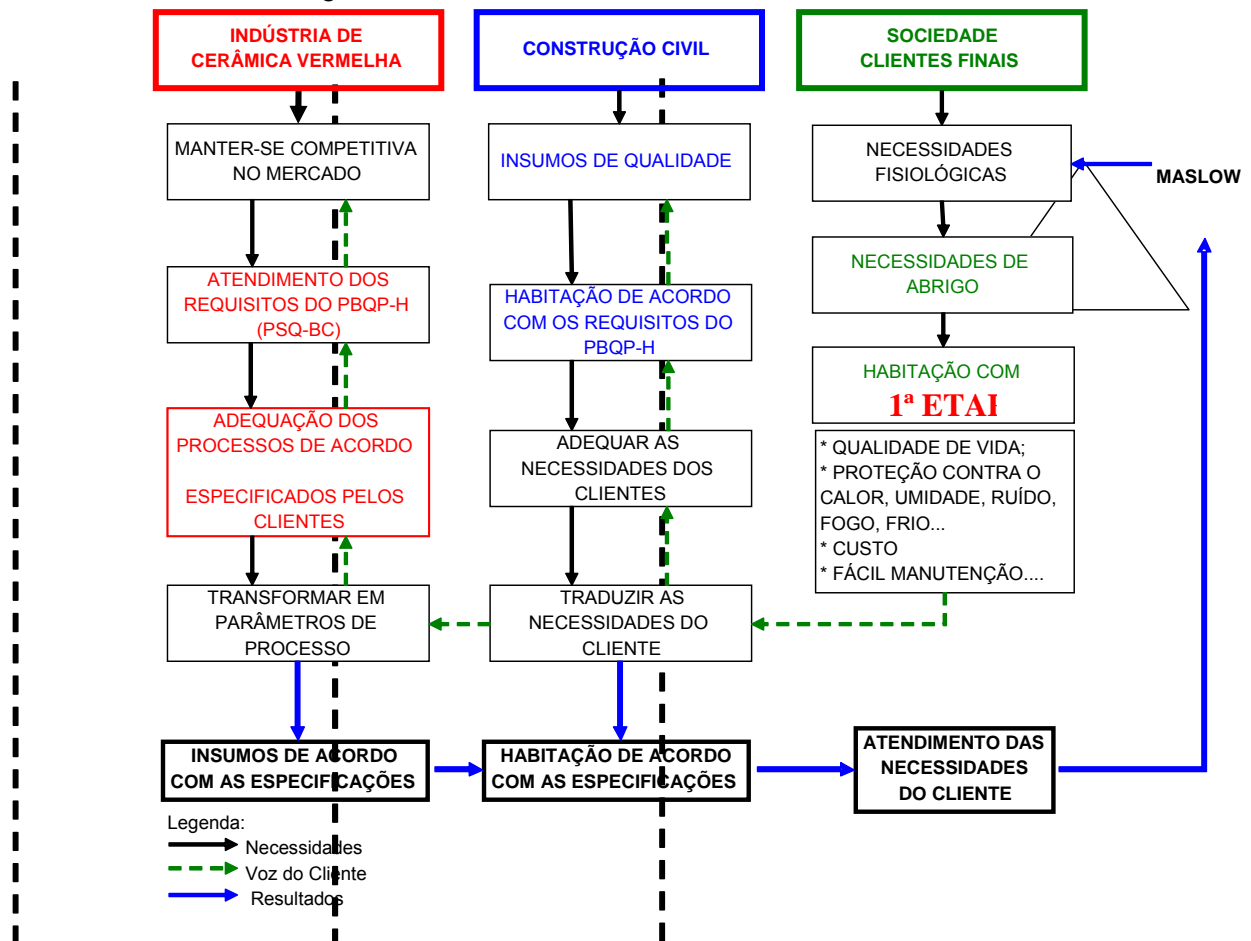 INDÚSTRIA DE
CERÂMICA VERMELHA
CONSTRUÇÃO CIVIL
SOCIEDADE
CLIENTES FINAIS
MANTER-SE COMPETITIVA
NO MERCADO
INSUMOS DE QUALIDADE
NECESSIDADES
FISIOLÓGICAS
MASLOW
ATENDIMENTO DOS
REQUISITOS DO PBQP-H
(PSQ-BC)
HABITAÇÃO DE ACORDO
COM OS REQUISITOS DO
PBQP-H
NECESSIDADES DE
ABRIGO
HABITAÇÃO COM
1ª ETAI
ADEQUAÇÃO DOS
PROCESSOS DE ACORDO
ESPECIFICADOS PELOS
CLIENTES
ADEQUAR AS
NECESSIDADES DOS
CLIENTES
* QUALIDADE DE VIDA;
* PROTEÇÃO CONTRA O
CALOR, UMIDADE, RUÍDO,
FOGO, FRIO...
* CUSTO
* FÁCIL MANUTENÇÃO....
TRANSFORMAR EM
PARÂMETROS DE
PROCESSO
TRADUZIR AS
NECESSIDADES DO
CLIENTE
INSUMOS DE ACORDO
COM AS ESPECIFICAÇÕES
HABITAÇÃO DE ACORDO
COM AS ESPECIFICAÇÕES
ATENDIMENTO DAS
NECESSIDADES
DO CLIENTE
Legenda:
Necessidades
Voz do Cliente
Resultados